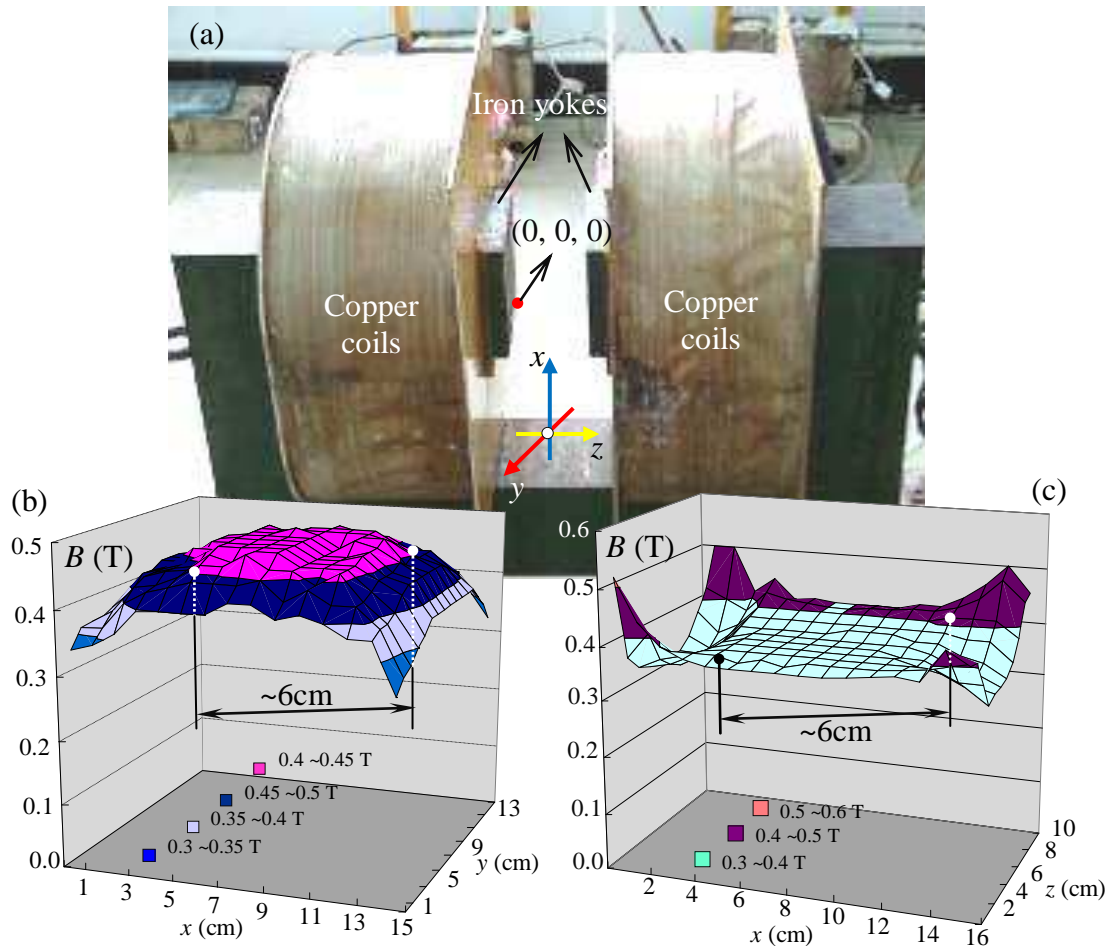 (a)
Iron yokes
(0, 0, 0)
Copper
coils
Copper
coils
x
z
y
(b)
0.5
B (T)
0.4
0.3
0.2
0.1
0.0
~6cm
0.4 ~0.45 T
0.45 ~0.5 T
0.35 ~0.4 T
0.3 ~0.35 T
1
3
5
7
9
11
13
15
x (cm)
1
5
9
13
y (cm)
(c)
0.6
B (T)
0.5
0.4
0.3
0.2
0.1
0.0
~6cm
0.5 ~0.6 T
0.4 ~0.5 T
0.3 ~0.4 T
2
4
6
8
10
12
14
16
x (cm)
2
4
6
8
10
z (cm)